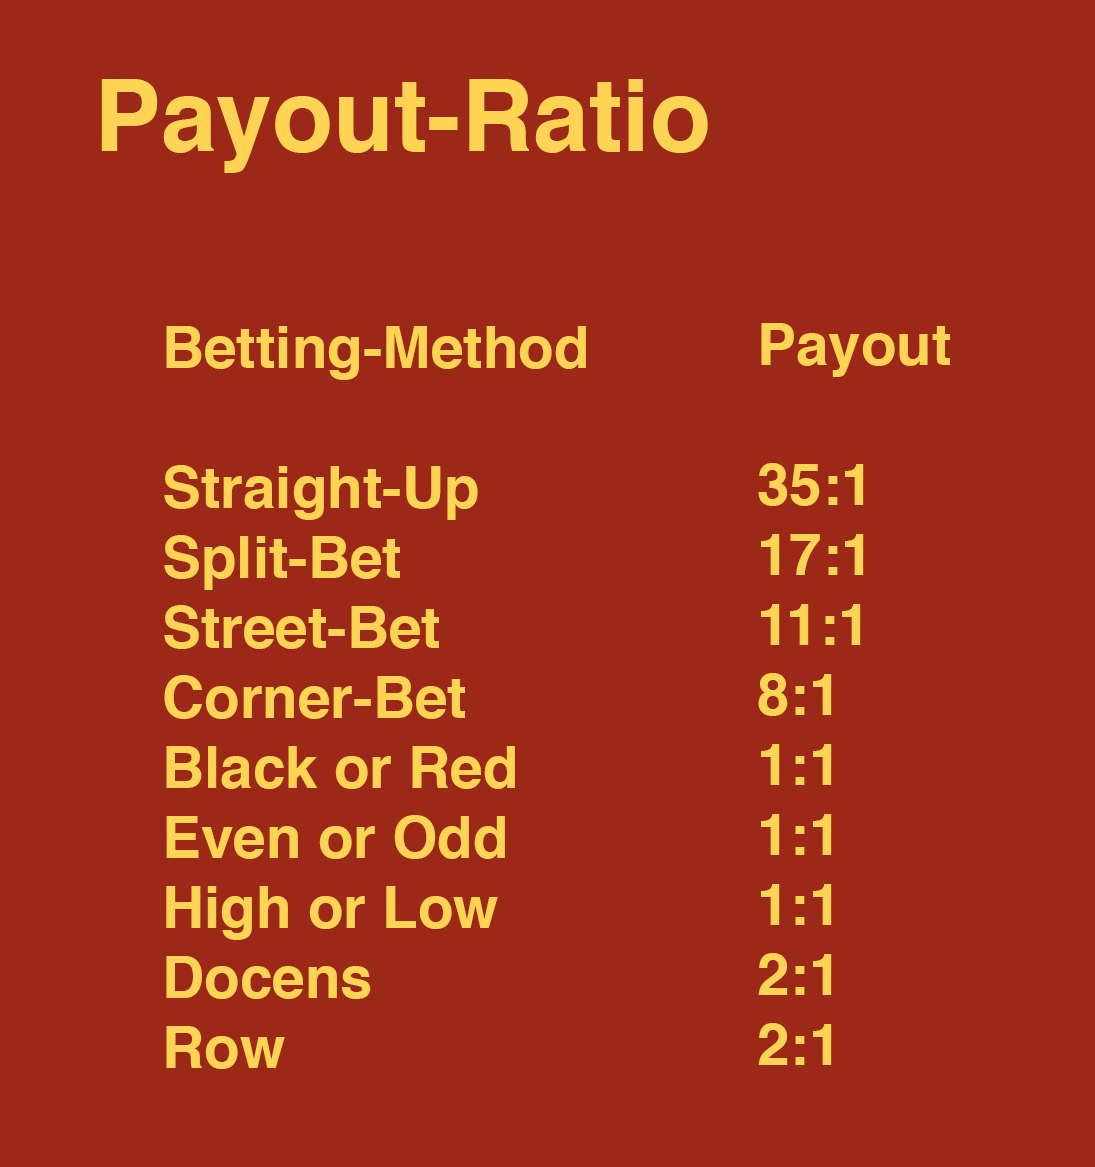 Payout-Ratio
Betting-Method Payout
Straight-Up 35:1
Split-Bet 17:1
Street-Bet 11:1
Corner-Bet 8:1
Black or Red 1:1
Even or Odd 1:1
High or Low 1:1
Docens 2:1
Row 2:1